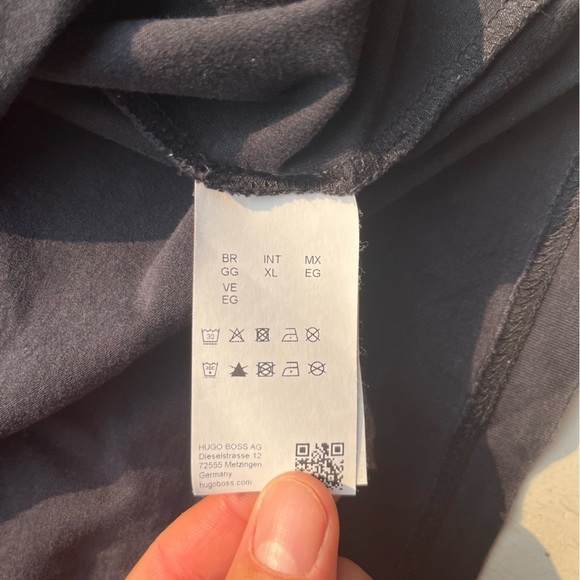 BR INT MX
GG XL EG
VE
EG
30
HUGO BOSS AG
Dieselstrasse 12
72555 Metzingen
Germany
hugoboss.com